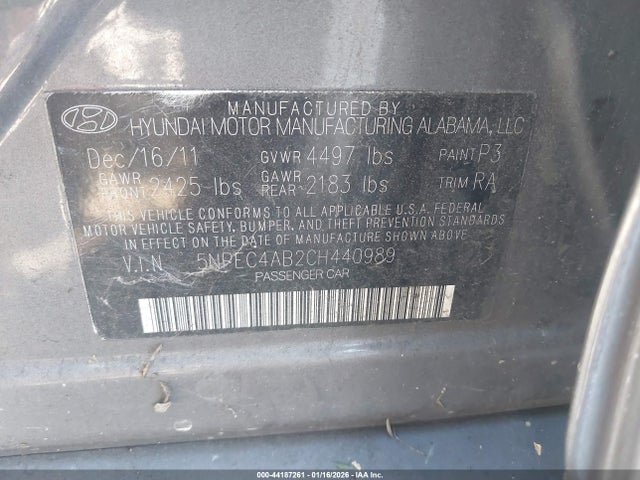 MANUFACTURED BY
HYUNDAI MOTOR MANUFACTURING ALABAMA, LLC
Dec/16/11 GVWR 4497 lbs PAINT P3
GAWR FRONT 2425 lbs GAWR REAR 2183 lbs TRIM RA
THIS VEHICLE CONFORMS TO ALL APPLICABLE U.S.A. FEDERAL
MOTOR VEHICLE SAFETY, BUMPER, AND THEFT PREVENTION STANDARDS
IN EFFECT ON THE DATE OF MANUFACTURE SHOWN ABOVE.
V.I.N 5NPEC4AB2CH440989
PASSENGER CAR
000-44187261 - 01/16/2026 - IAA Inc.